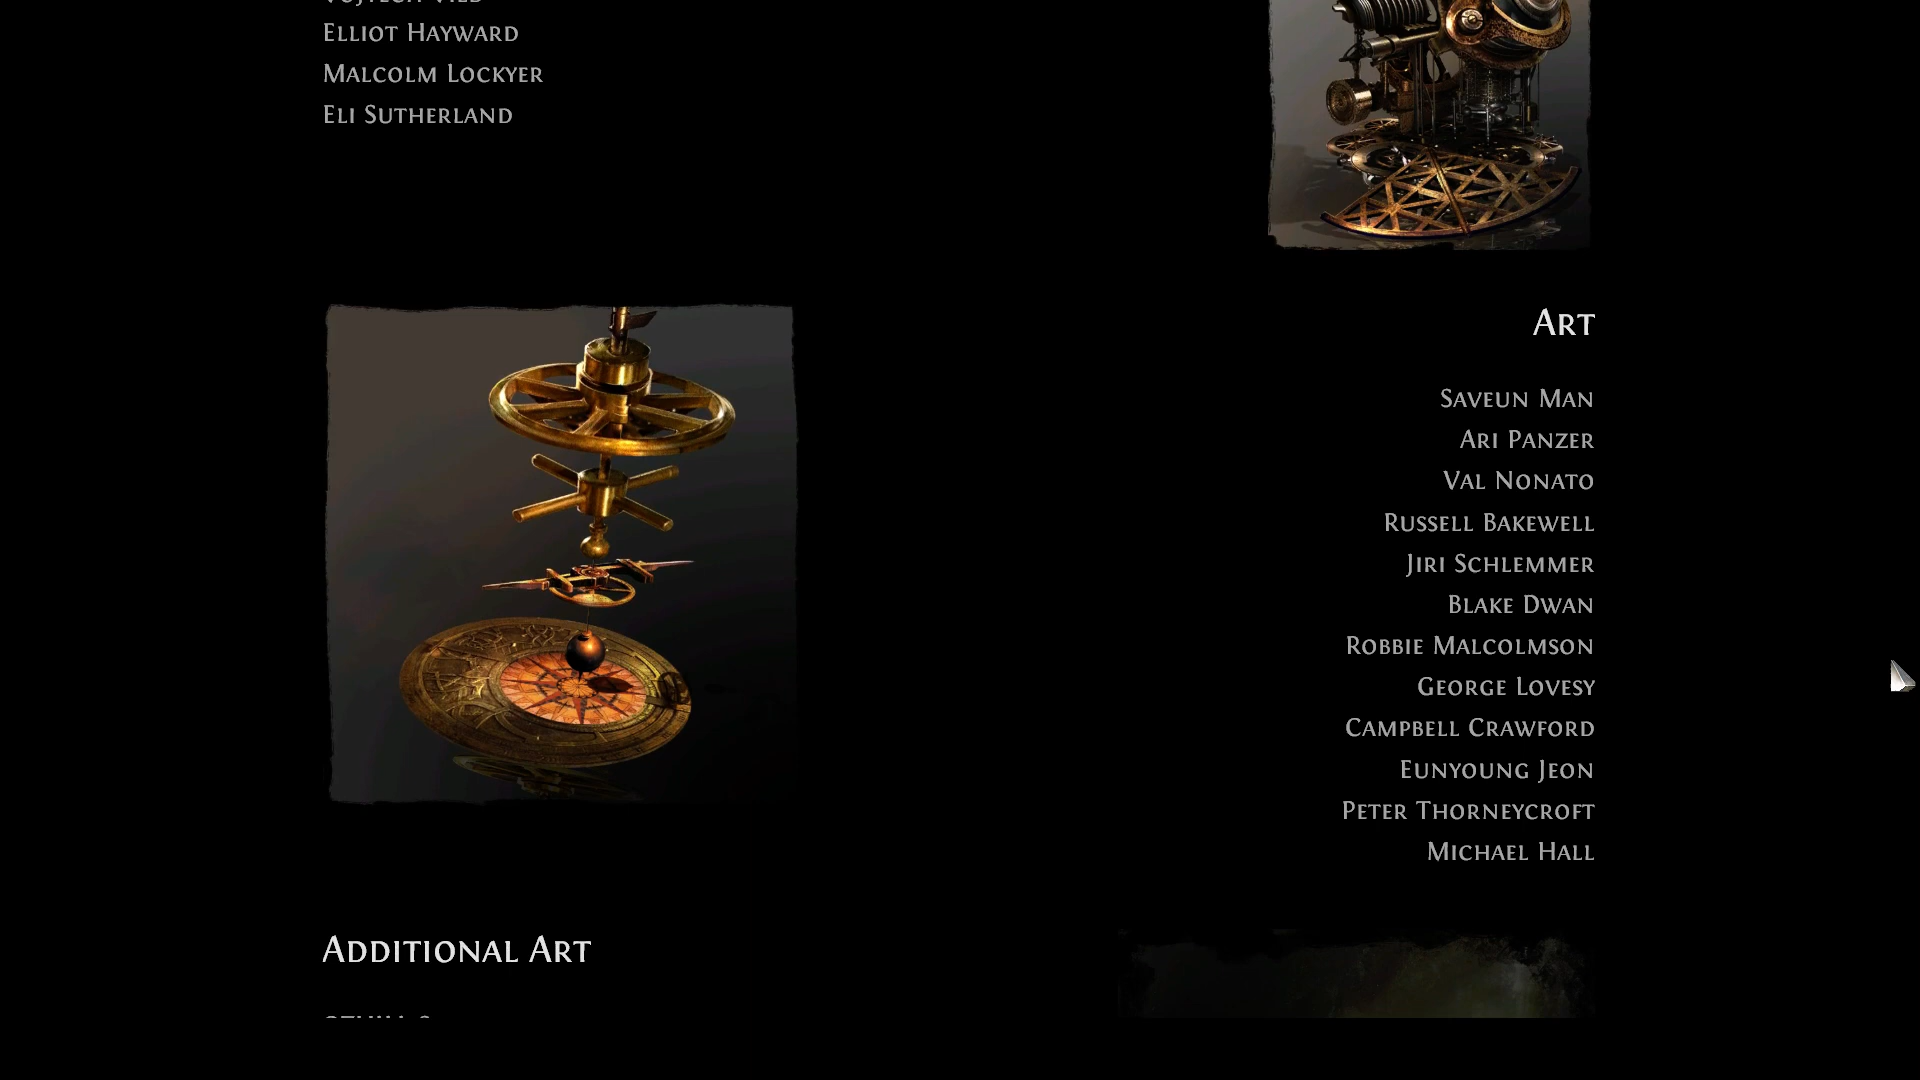 Elliot Hayward
Malcolm Lockyer
Eli Sutherland
Art
Saveun Man
Ari Panzer
Val Nonato
Russell Bakewell
Jiri Schlemmer
Blake Dwan
Robbie Malcolmson
George Lovesy
Campbell Crawford
Eunyoung Jeon
Peter Thorneycroft
Michael Hall
Additional Art